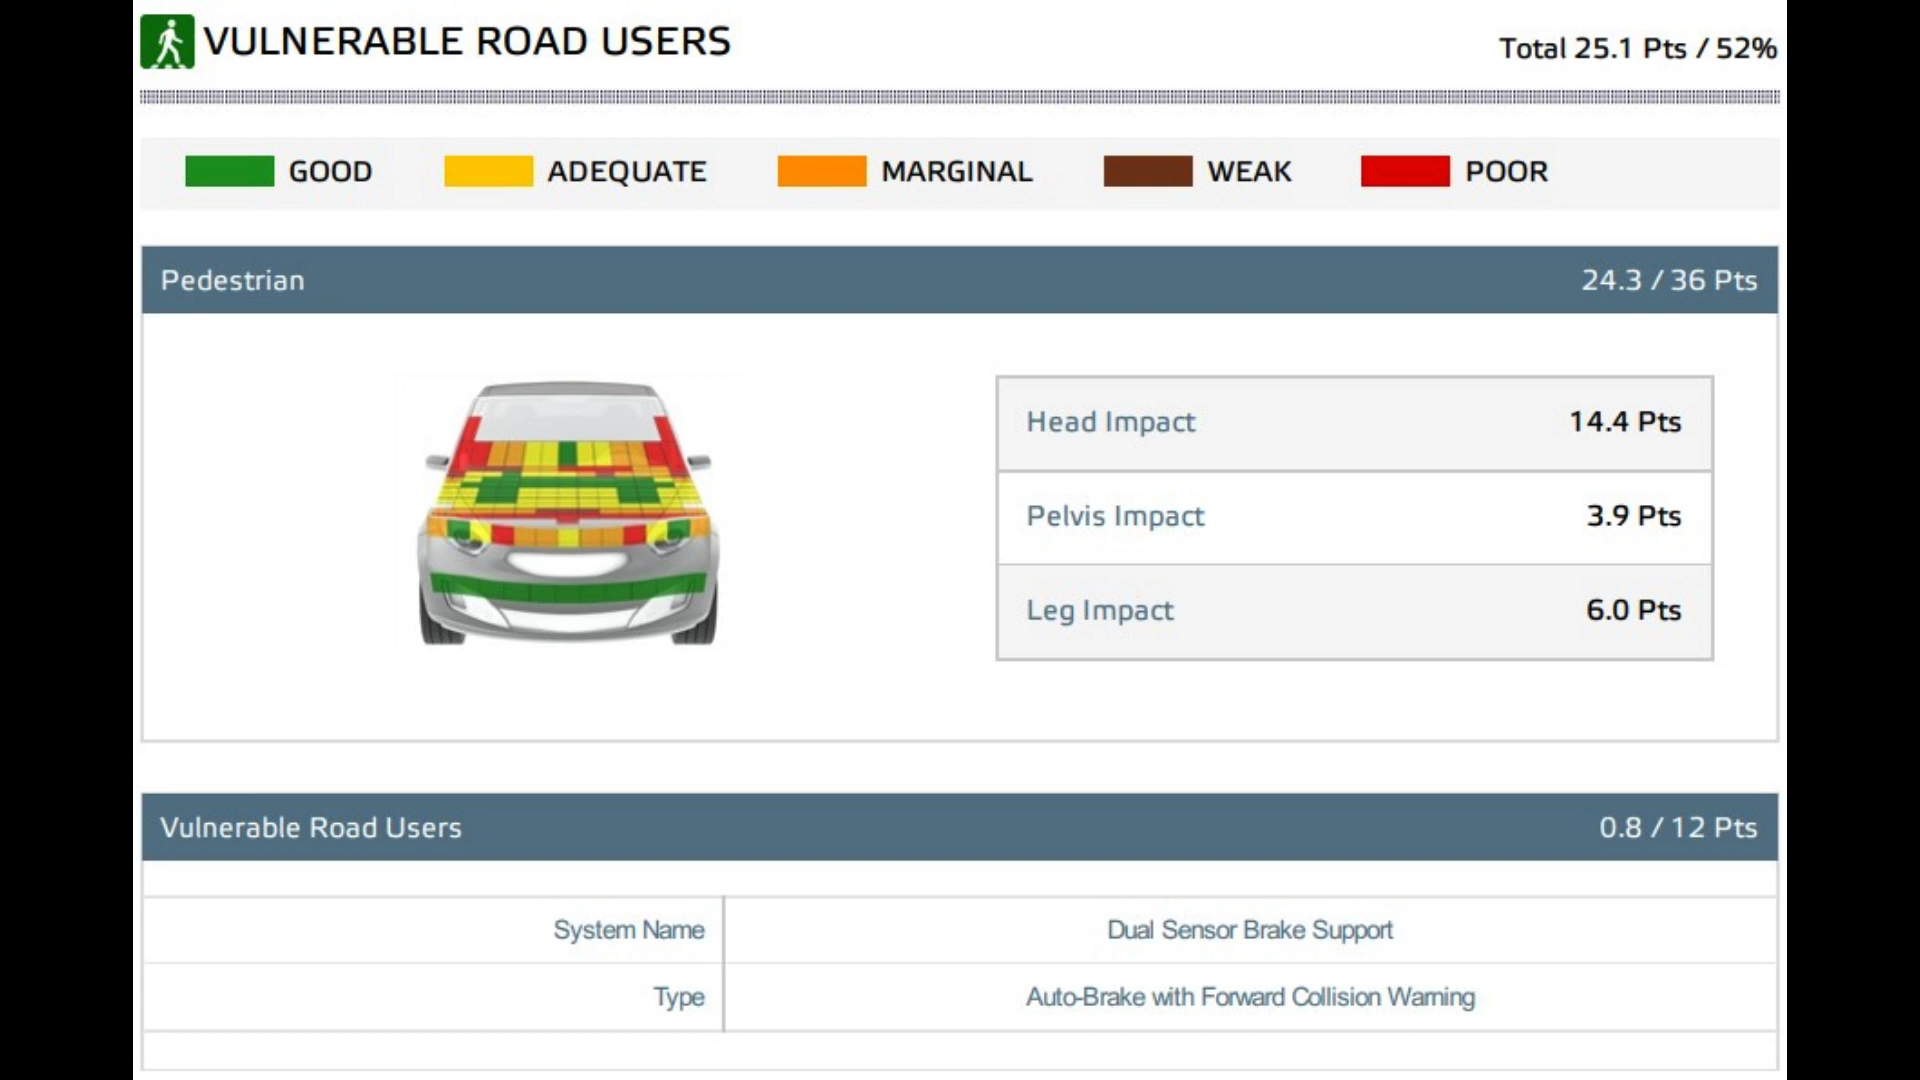 VULNERABLE ROAD USERS
Total 25.1 Pts / 52%
GOOD ADEQUATE MARGINAL WEAK POOR
Pedestrian 24.3 / 36 Pts
Head Impact 14.4 Pts
Pelvis Impact 3.9 Pts
Leg Impact 6.0 Pts
Vulnerable Road Users 0.8 / 12 Pts
System Name Dual Sensor Brake Support
Type Auto-Brake with Forward Collision Warning